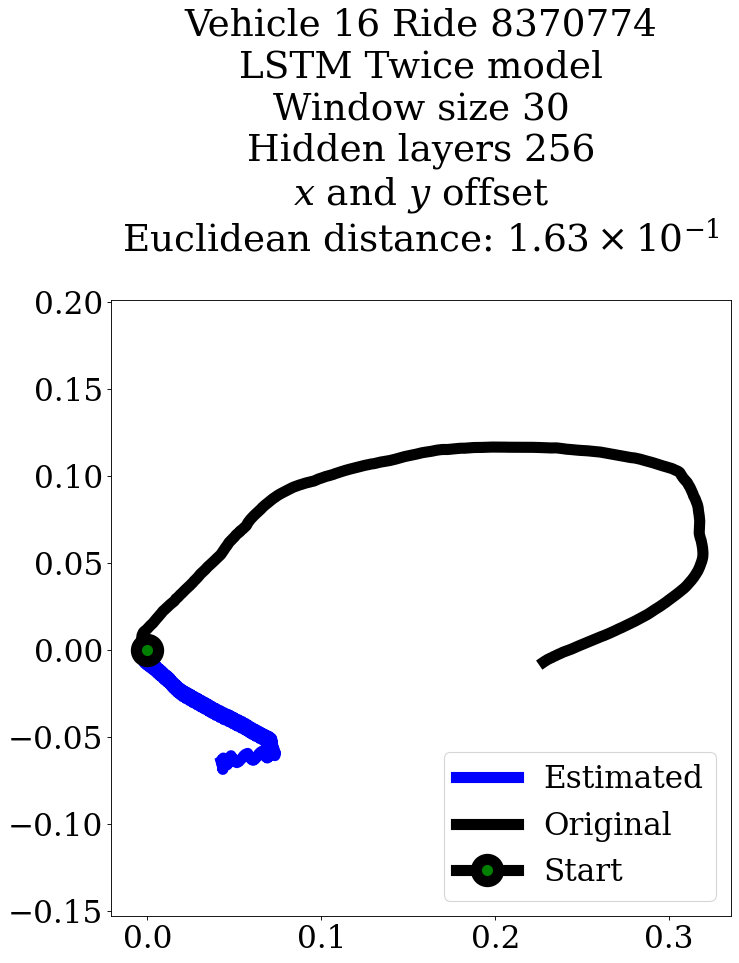 Vehicle 16 Ride 8370774
LSTM Twice model
Window size 30
Hidden layers 256
x and y offset
Euclidean distance: 1.63 × 10⁻¹
0.20
0.15
0.10
0.05
0.00
−0.05
−0.10
−0.15
0.0 0.1 0.2 0.3
Estimated
Original
Start